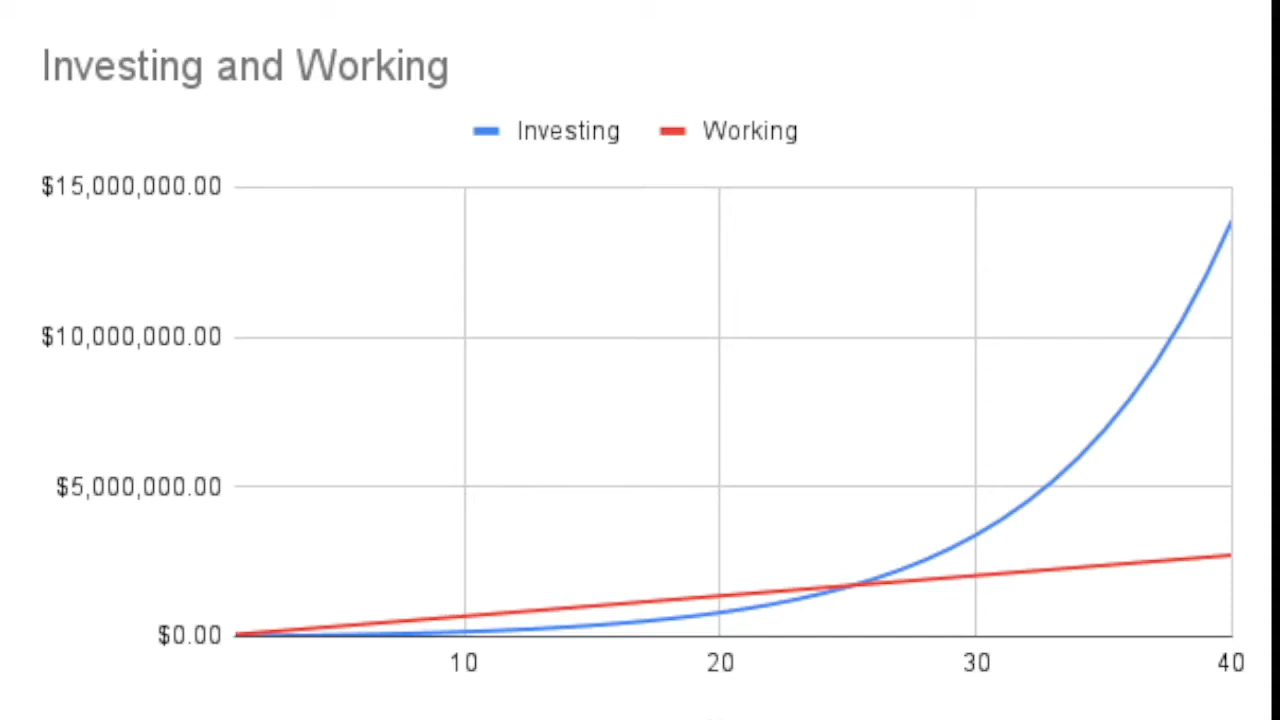 Investing and Working
Investing Working
$15,000,000.00
$10,000,000.00
$5,000,000.00
$0.00
10 20 30 40